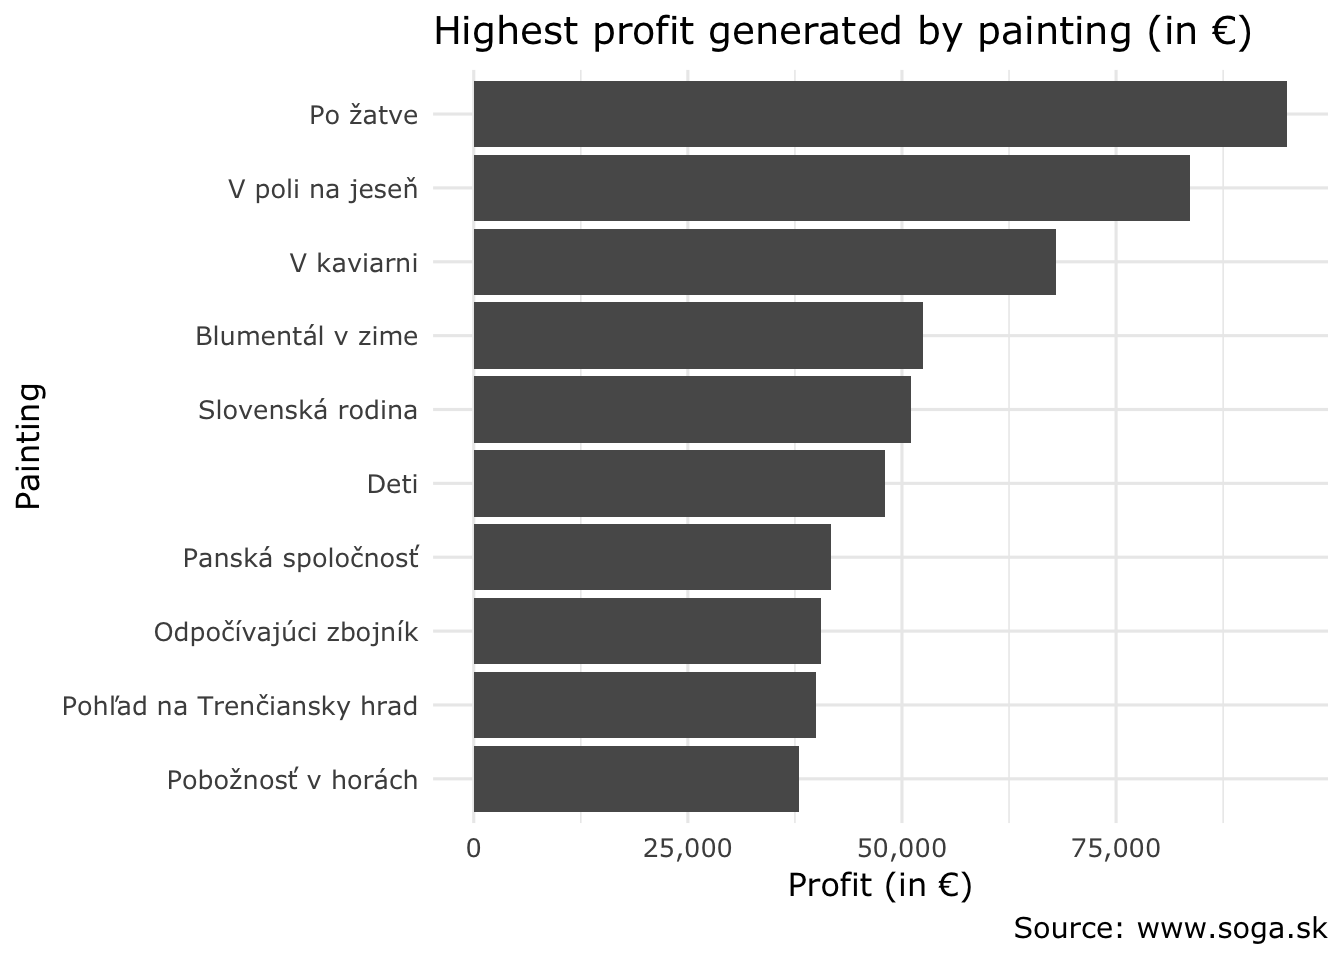 Highest profit generated by painting (in €)
Po žatve
V poli na jeseň
V kaviarni
Blumentál v zime
Slovenská rodina
Deti
Panská spoločnosť
Odpočívajúci zbojník
Pohľad na Trenčiansky hrad
Pobožnosť v horách
Painting
0 25,000 50,000 75,000
Profit (in €)
Source: www.soga.sk